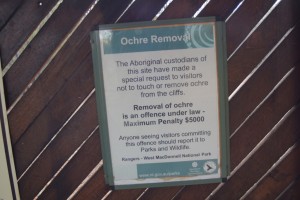 Ochre Removal
The Aboriginal custodians of
this site have made a
special request to visitors
not to touch or remove ochre
from the cliffs.
Removal of ochre
is an offence under law -
Maximum Penalty $5000
Anyone seeing visitors committing
this offence should report it to
Parks and Wildlife.
Rangers - West MacDonnell National Park